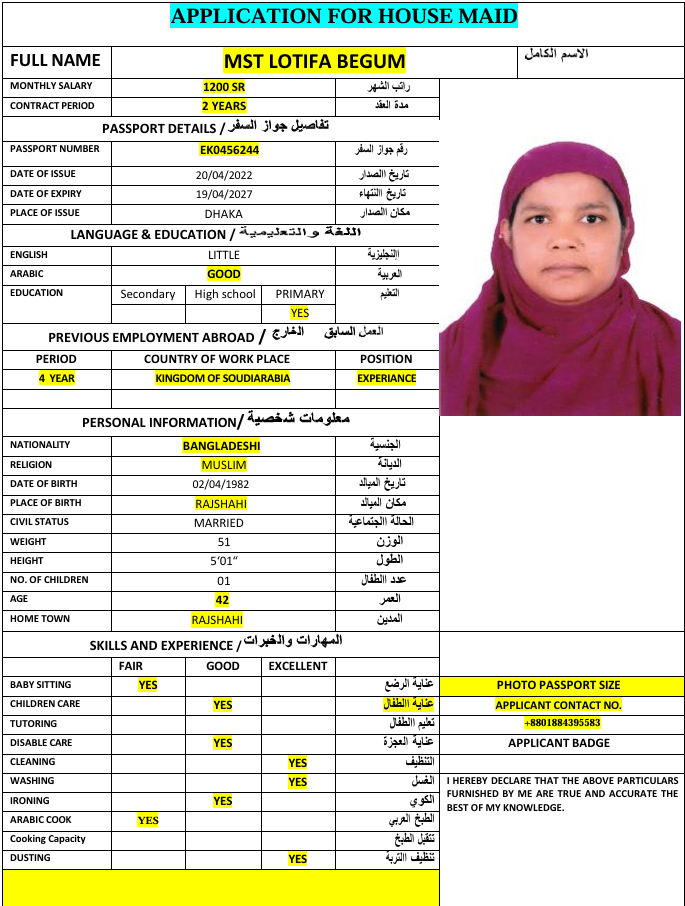 APPLICATION FOR HOUSE MAID
FULL NAME MST LOTIFA BEGUM الاسم الكامل
MONTHLY SALARY 1200 SR راتب الشهر
CONTRACT PERIOD 2 YEARS مدة العقد
PASSPORT DETAILS / تفاصيل جواز السفر
PASSPORT NUMBER EK0456244 رقم جواز السفر
DATE OF ISSUE 20/04/2022 تاريخ االصدار
DATE OF EXPIRY 19/04/2027 تاريخ االنتهاء
PLACE OF ISSUE DHAKA مكان االصدار
LANGUAGE & EDUCATION / اللغة والتعليمية
ENGLISH LITTLE اإلنجليزية
ARABIC GOOD العربية
EDUCATION Secondary High school PRIMARY التعليم
YES
PREVIOUS EMPLOYMENT ABROAD / العمل السابق الخارج
PERIOD COUNTRY OF WORK PLACE POSITION
4 YEAR KINGDOM OF SOUDIARABIA EXPERIANCE
PERSONAL INFORMATION/ معلومات شخصية
NATIONALITY BANGLADESHI الجنسية
RELIGION MUSLIM الديانة
DATE OF BIRTH 02/04/1982 تاريخ الميالد
PLACE OF BIRTH RAJSHAHI مكان الميالد
CIVIL STATUS MARRIED الحالة االجتماعية
WEIGHT 51 الوزن
HEIGHT 5‘01“ الطول
NO. OF CHILDREN 01 عدد االطفال
AGE 42 العمر
HOME TOWN RAJSHAHI المدين
SKILLS AND EXPERIENCE / المهارات والخبرات
FAIR GOOD EXCELLENT
BABY SITTING YES عناية الرضع PHOTO PASSPORT SIZE
CHILDREN CARE YES عناية االطفال APPLICANT CONTACT NO.
TUTORING تعليم االطفال +8801884395583
DISABLE CARE YES عناية العجزة APPLICANT BADGE
CLEANING YES التنظيف
WASHING YES الغسل I HEREBY DECLARE THAT THE ABOVE PARTICULARS
IRONING YES الكوي FURNISHED BY ME ARE TRUE AND ACCURATE THE
ARABIC COOK YES الطبخ العربي BEST OF MY KNOWLEDGE.
Cooking Capacity تتقبل الطبخ
DUSTING YES تنظيف االتربة